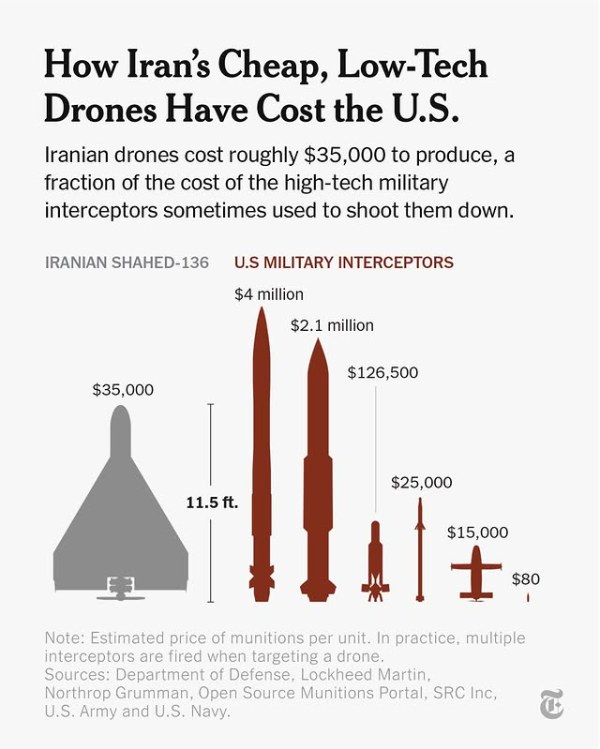 How Iran’s Cheap, Low-Tech
Drones Have Cost the U.S.
Iranian drones cost roughly $35,000 to produce, a
fraction of the cost of the high-tech military
interceptors sometimes used to shoot them down.
IRANIAN SHAHED-136
U.S MILITARY INTERCEPTORS
$4 million
$2.1 million
$126,500
$35,000
$25,000
11.5 ft.
$15,000
$80
Note: Estimated price of munitions per unit. In practice, multiple
interceptors are fired when targeting a drone.
Sources: Department of Defense, Lockheed Martin,
Northrop Grumman, Open Source Munitions Portal, SRC Inc,
U.S. Army and U.S. Navy.
T